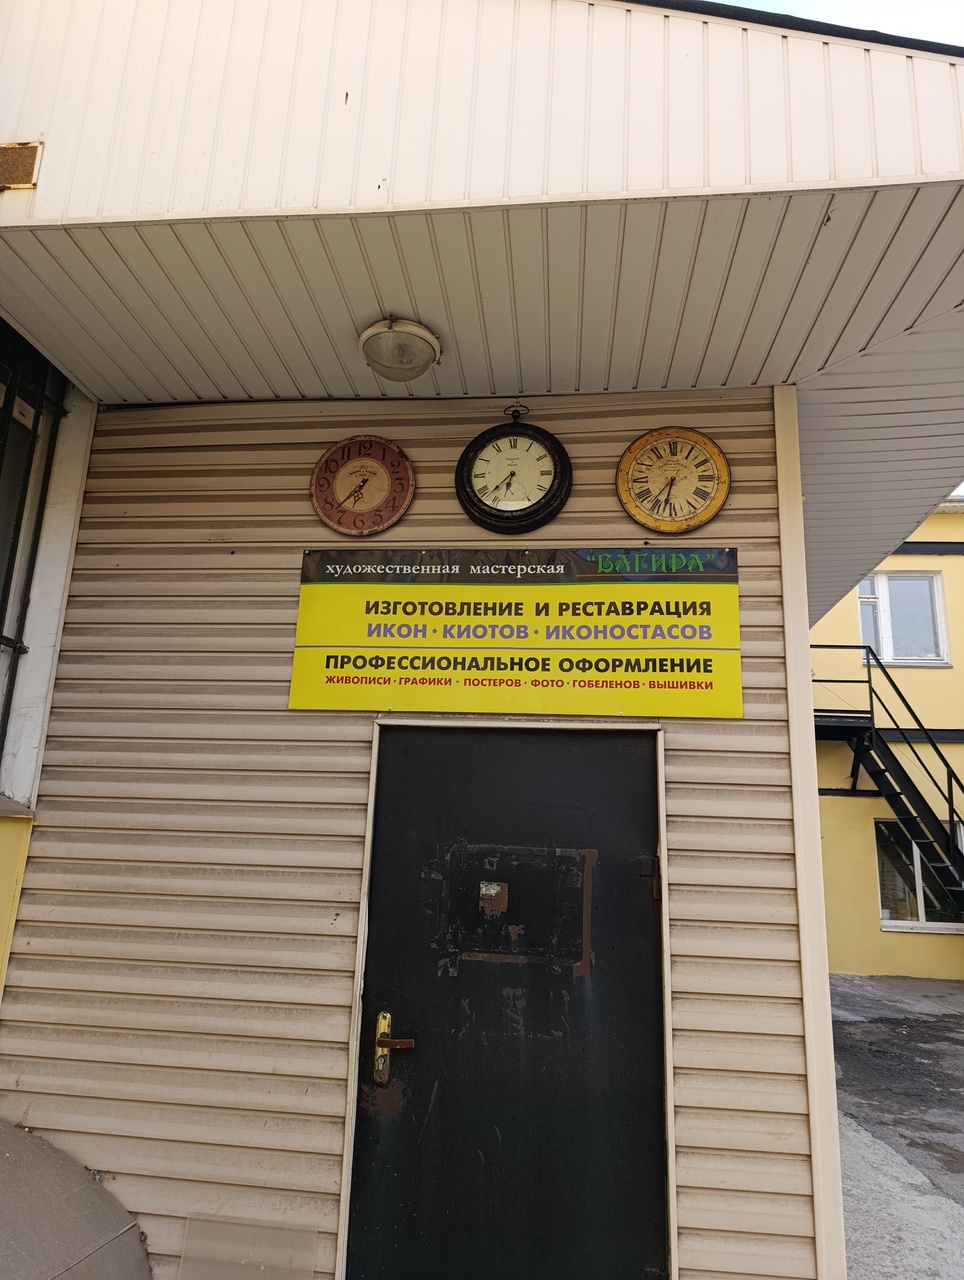 художественная мастерская "БАГИРА"
ИЗГОТОВЛЕНИЕ И РЕСТАВРАЦИЯ
ИКОН · КИОТОВ · ИКОНОСТАСОВ
ПРОФЕССИОНАЛЬНОЕ ОФОРМЛЕНИЕ
ЖИВОПИСИ · ГРАФИКИ · ПОСТЕРОВ · ФОТО · ГОБЕЛЕНОВ · ВЫШИВКИ